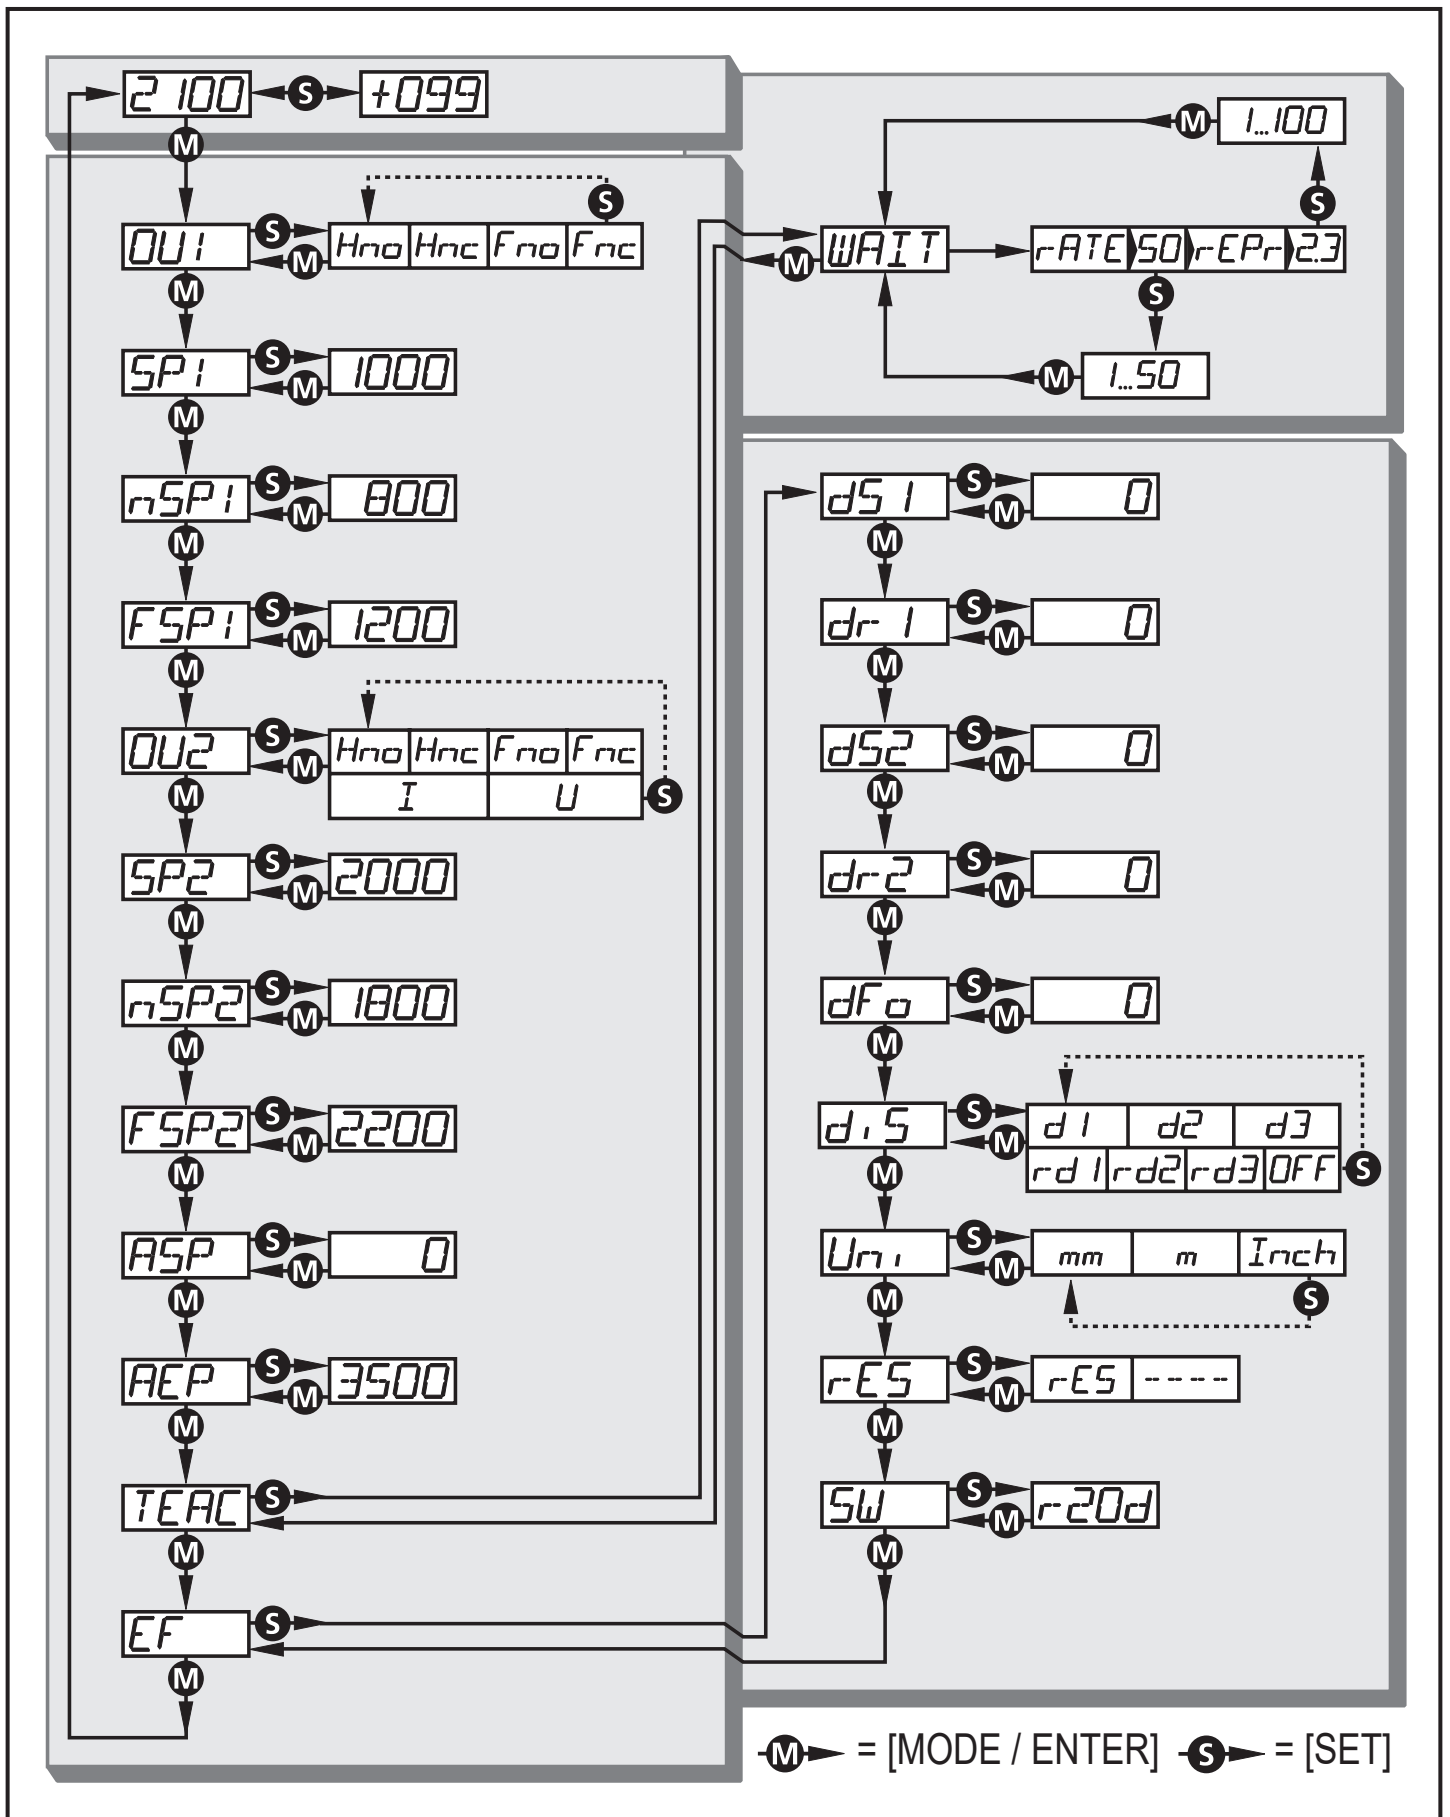 2100 S +099
M
OU1 S M Hno Hnc Fno Fnc S
M
SP1 S M 1000
M
nSP1 S M 800
M
FSP1 S M 1200
M
OU2 S M Hno Hnc Fno Fnc
I U S
M
SP2 S M 2000
M
nSP2 S M 1800
M
FSP2 S M 2200
M
ASP S M 0
M
AEP S M 3500
M
TEAC S
M
EF S
M
M 1...100
S
M WAIT rATE 50 rEPr 2.3
S
M 1...50
dS1 S M 0
M
dr1 S M 0
M
dS2 S M 0
M
dr2 S M 0
M
dFo S M 0
M
diS S M d1 d2 d3
rd1 rd2 rd3 OFF S
M
Uni S M mm m Inch
S
M
rES S M rES ----
M
SW S M r20d
M
M = [MODE / ENTER] S = [SET]